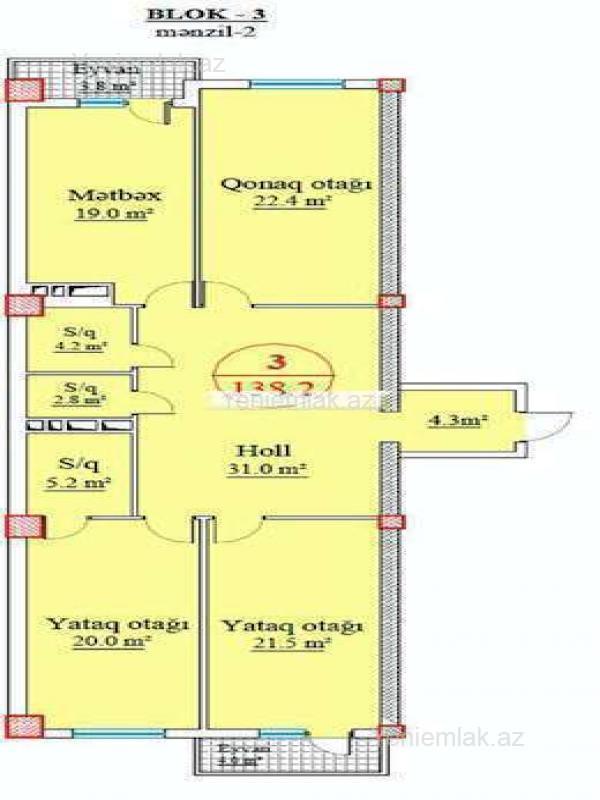 BLOK - 3
mənzil-2
Yeniemlak.az
Eyvan
3.8 m²
Mətbəx
19.0 m²
Qonaq otağı
22.4 m²
S/q
4.2 m²
3
138.2
S/q
2.8 m²
Yeniemlak.az
4.3m²
Holl
31.0 m²
S/q
5.2 m²
Yataq otağı
20.0 m²
Yataq otağı
21.5 m²
Yeniemlak.az
Eyvan